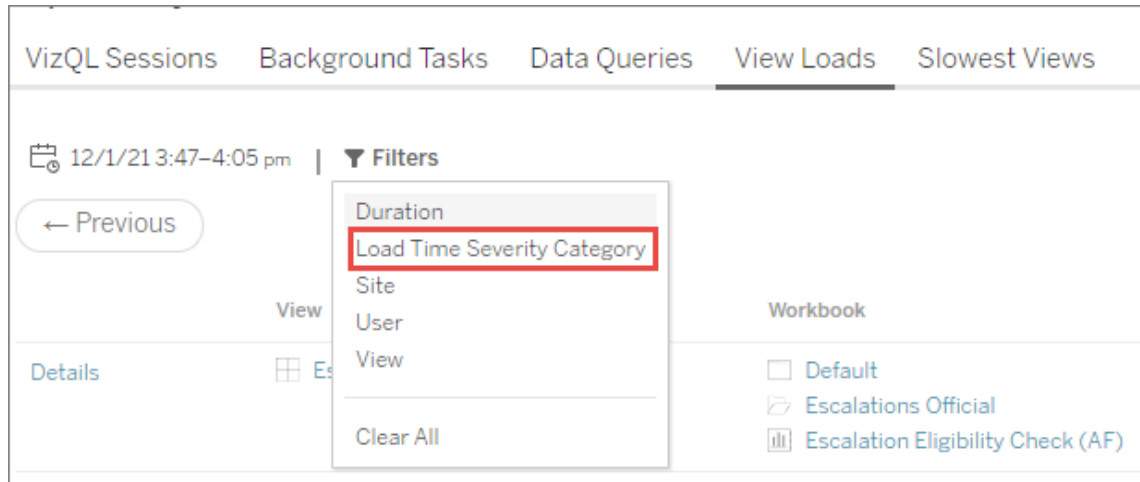 VizQL Sessions Background Tasks Data Queries View Loads Slowest Views
12/1/21 3:47–4:05 pm | Filters
← Previous
Duration
Load Time Severity Category
Site
User
View
Clear All
View Workbook
Details Es Default
Escalations Official
Escalation Eligibility Check (AF)